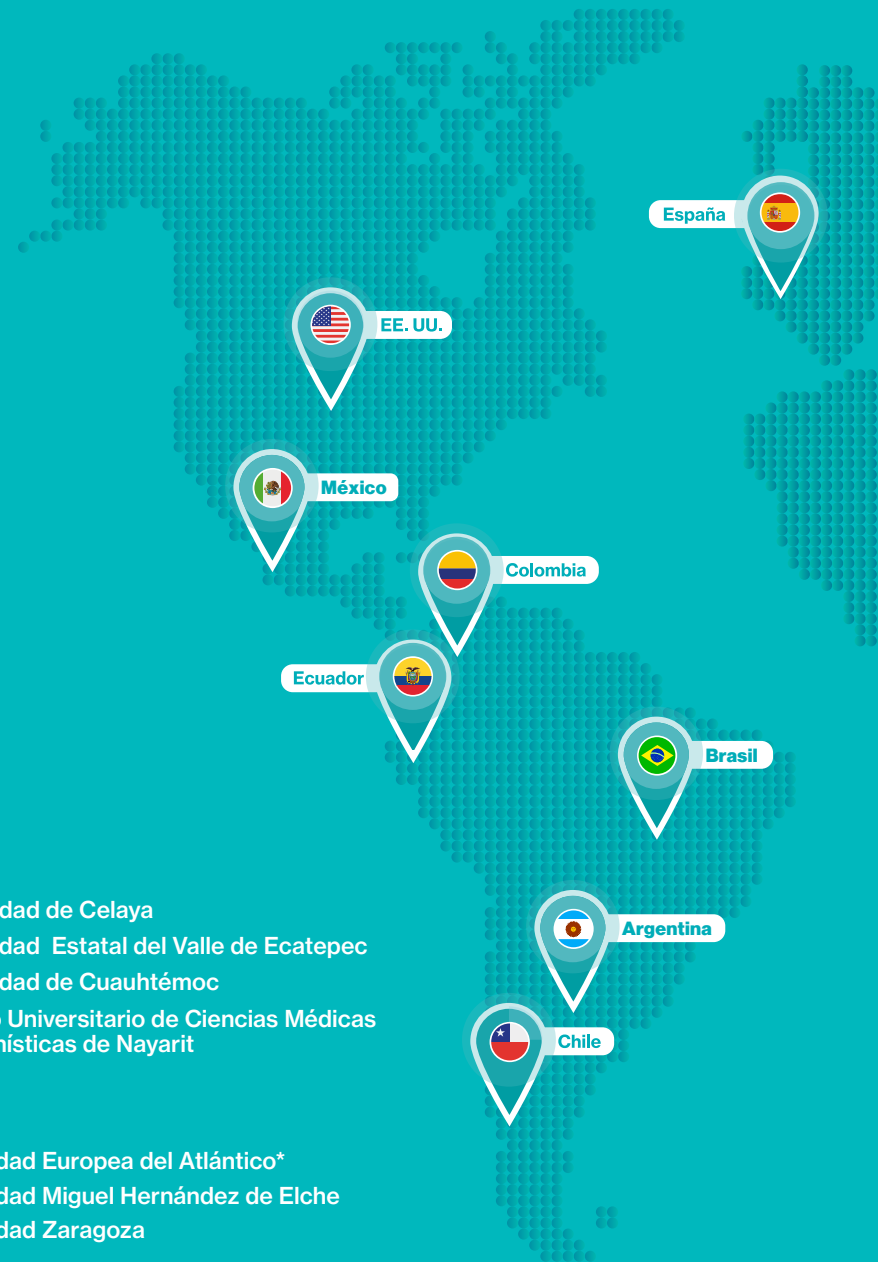 España
EE. UU.
México
Colombia
Ecuador
Brasil
dad de Celaya
Argentina
dad Estatal del Valle de Ecatepec
dad de Cuauhtémoc
o Universitario de Ciencias Médicas
nísticas de Nayarit
Chile
dad Europea del Atlántico*
dad Miguel Hernández de Elche
dad Zaragoza